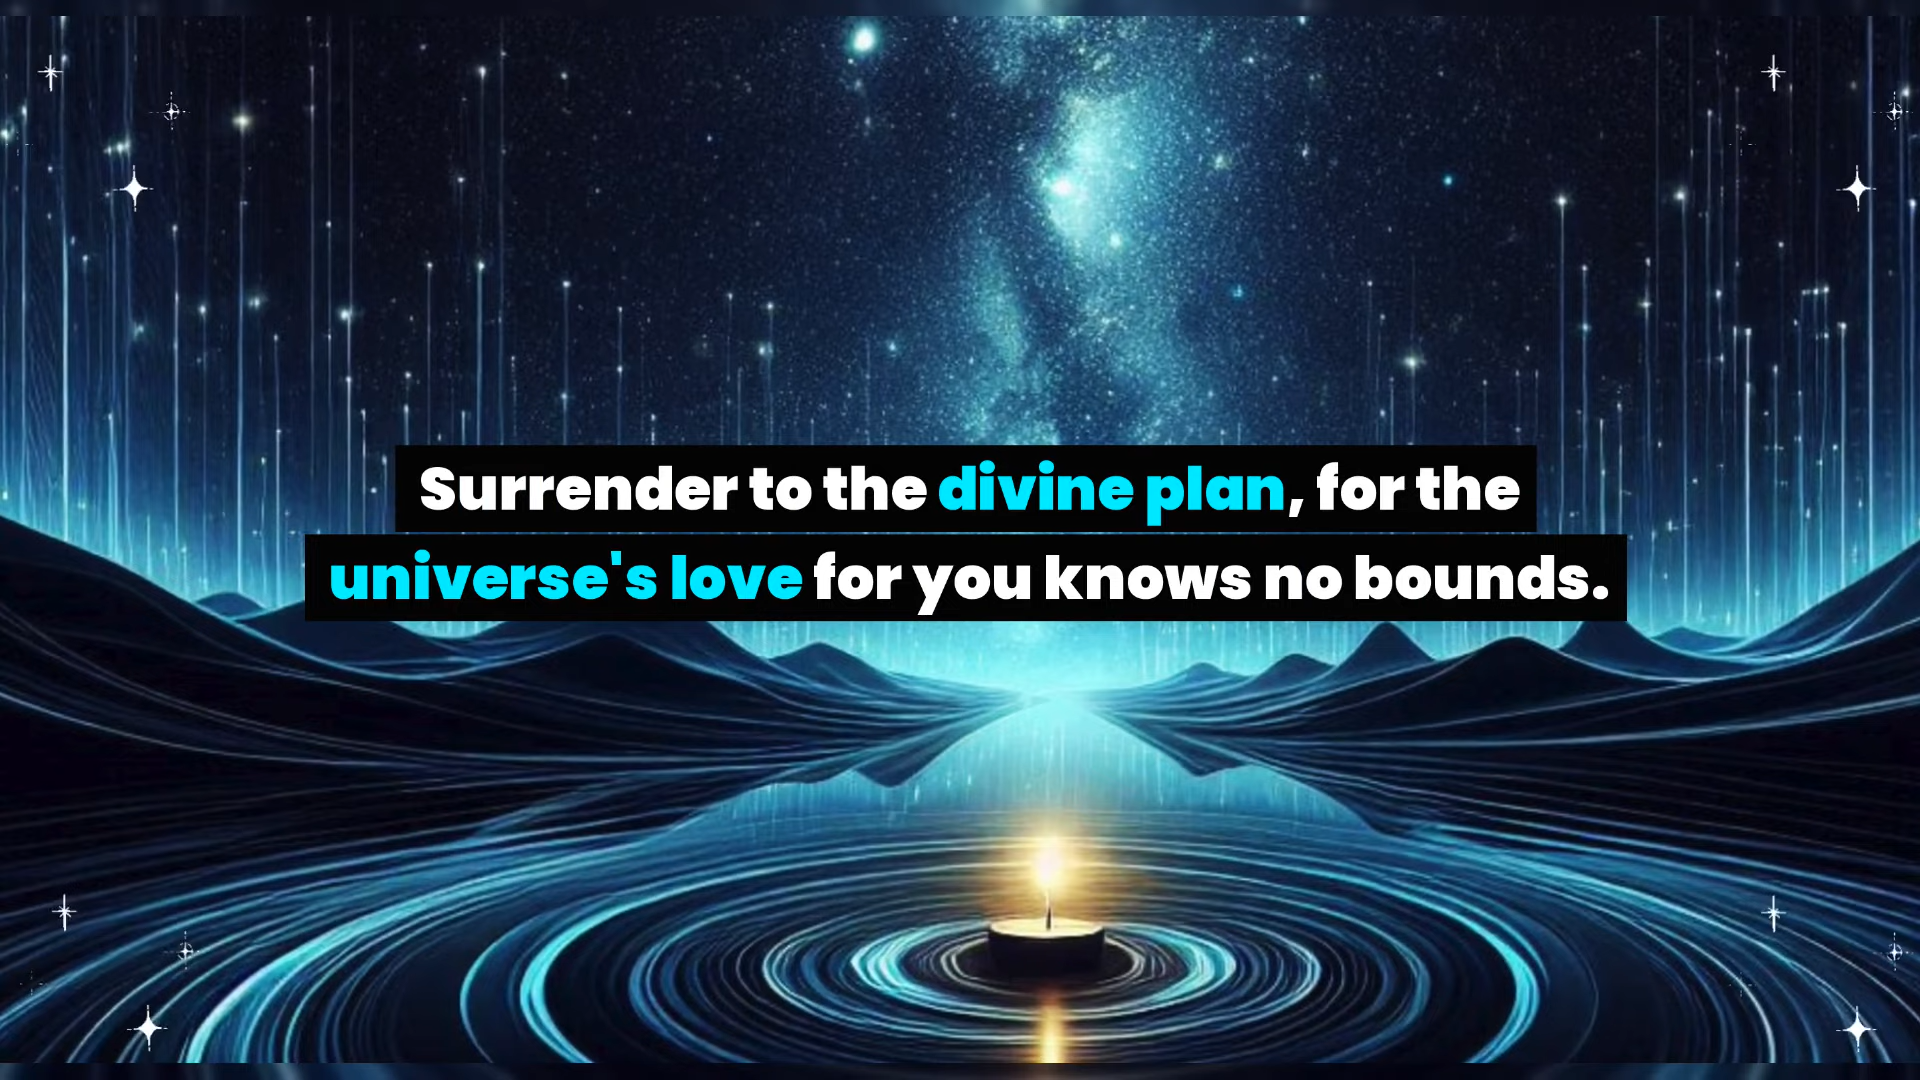 Surrender to the divine plan, for the
universe's love for you knows no bounds.